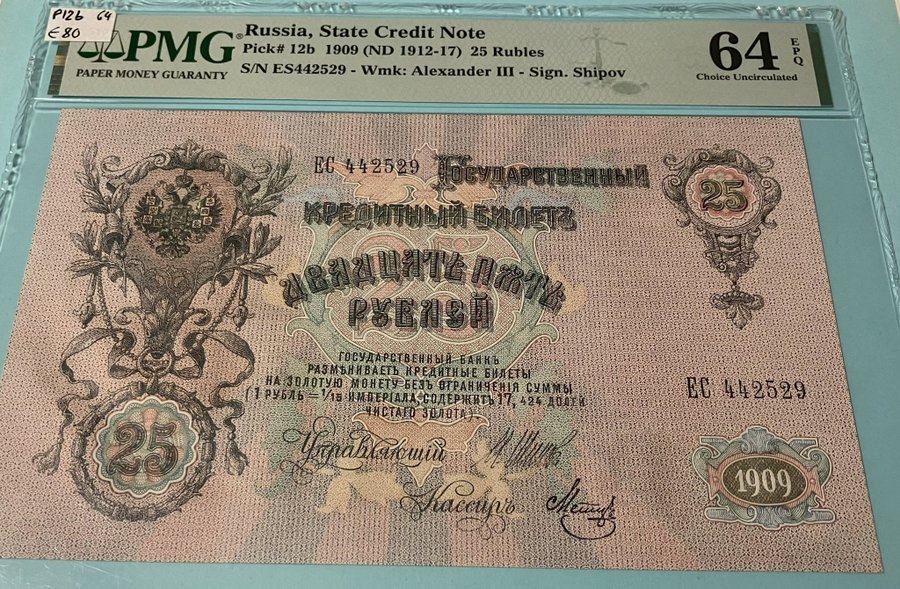 P12b 64
€80
PMG®
PAPER MONEY GUARANTY
Russia, State Credit Note
Pick# 12b 1909 (ND 1912-17) 25 Rubles
S/N ES442529 - Wmk: Alexander III - Sign. Shipov
64 EPQ
Choice Uncirculated
ЕС 442529 Государственный
Кредитный Билетъ
Двадцать пять
Рублей
25
25
ГОСУДАРСТВЕННЫЙ БАНКЪ
РАЗМѢНИВАЕТЪ КРЕДИТНЫЕ БИЛЕТЫ
НА ЗОЛОТУЮ МОНЕТУ БЕЗЪ ОГРАНИЧЕНІЯ СУММЫ
(1 РУБЛЬ = 1/15 ИМПЕРІАЛА, СОДЕРЖИТЪ 17, 424 ДОЛЕЙ
ЧИСТАГО ЗОЛОТА)
ЕС 442529
25
Управляющій
Кассиръ
1909